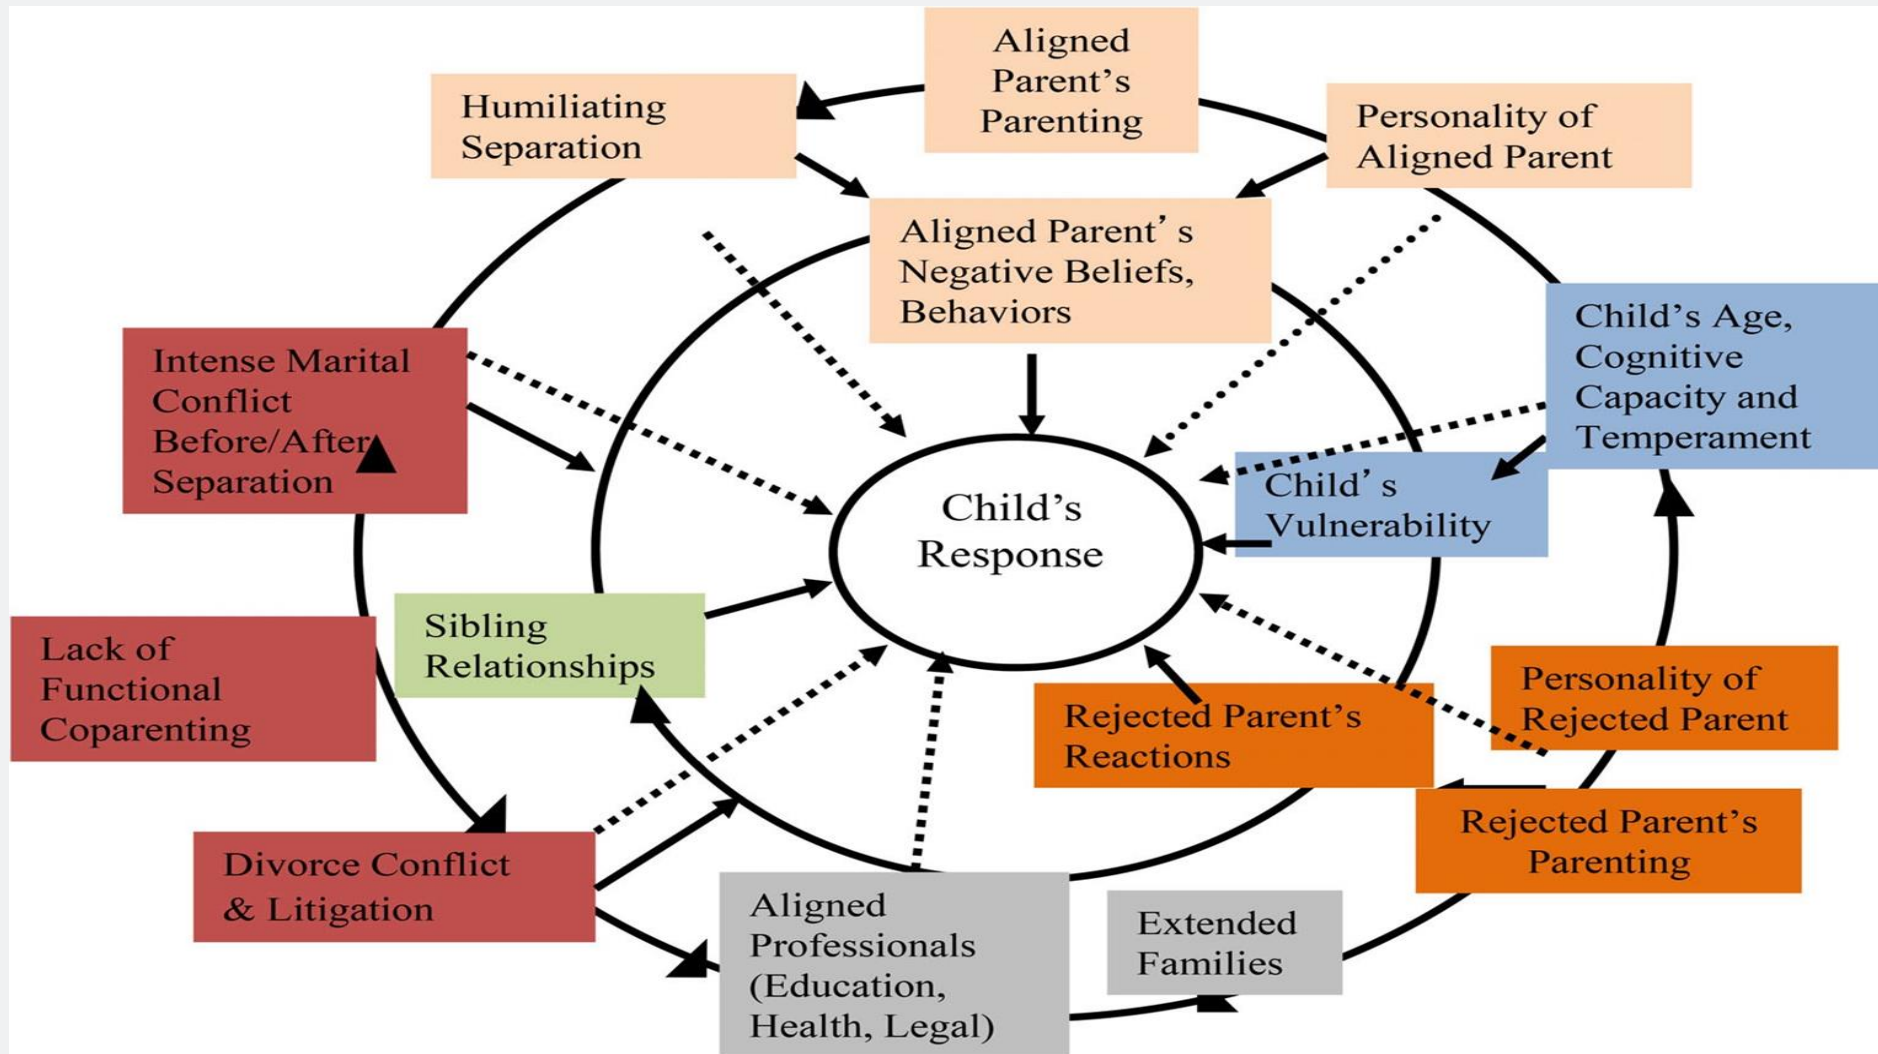 Aligned
Parent’s
Parenting
Humiliating
Separation
Personality of
Aligned Parent
Aligned Parent’ s
Negative Beliefs,
Behaviors
Child’s Age,
Cognitive
Capacity and
Temperament
Intense Marital
Conflict
Before/After
Separation
Child’ s
Vulnerability
Child’s
Response
Sibling
Relationships
Lack of
Functional
Coparenting
Personality of
Rejected Parent
Rejected Parent’s
Reactions
Rejected Parent’s
Parenting
Divorce Conflict
& Litigation
Aligned
Professionals
(Education,
Health, Legal)
Extended
Families